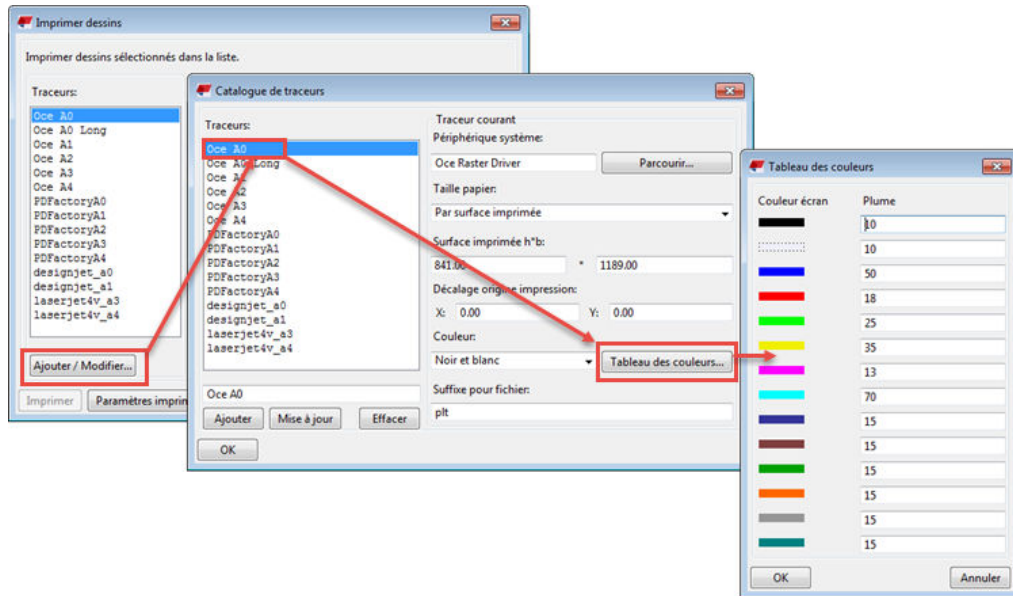 Imprimer dessins
Imprimer dessins sélectionnés dans la liste.
Traceurs:
Oce A0
Oce A0 Long
Oce A1
Oce A2
Oce A3
Oce A4
PDFactoryA0
PDFactoryA1
PDFactoryA2
PDFactoryA3
PDFactoryA4
designjet_a0
designjet_a1
laserjet4v_a3
laserjet4v_a4
Ajouter / Modifier...
Imprimer
Paramètres imprim
Catalogue de traceurs
Traceurs:
Oce A0
Oce A0 Long
Oce A1
Oce A2
Oce A3
Oce A4
PDFactoryA0
PDFactoryA1
PDFactoryA2
PDFactoryA3
PDFactoryA4
designjet_a0
designjet_a1
laserjet4v_a3
laserjet4v_a4
Oce A0
Ajouter Mise à jour Effacer
OK
Traceur courant
Périphérique système:
Oce Raster Driver Parcourir...
Taille papier:
Par surface imprimée
Surface imprimée h*b:
841.00 * 1189.00
Décalage origine impression:
X: 0.00 Y: 0.00
Couleur:
Noir et blanc Tableau des couleurs...
Suffixe pour fichier:
plt
Tableau des couleurs
Couleur écran Plume
10
10
50
18
25
35
13
70
15
15
15
15
15
15
OK Annuler